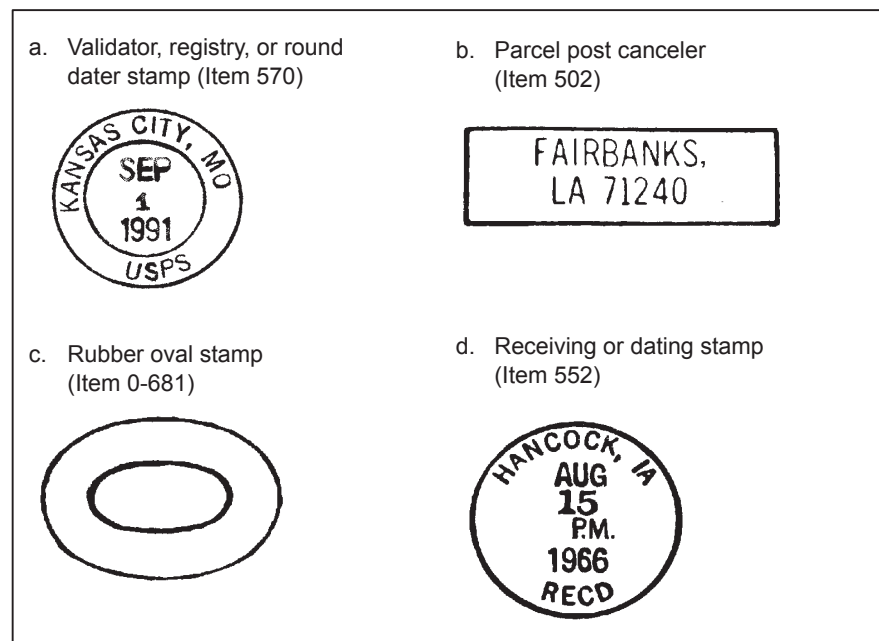 a. Validator, registry, or round
dater stamp (Item 570)
KANSAS CITY, MO
SEP
1
1991
USPS
b. Parcel post canceler
(Item 502)
FAIRBANKS,
LA 71240
c. Rubber oval stamp
(Item 0-681)
d. Receiving or dating stamp
(Item 552)
HANCOCK, IA
AUG
15
P.M.
1966
RECD